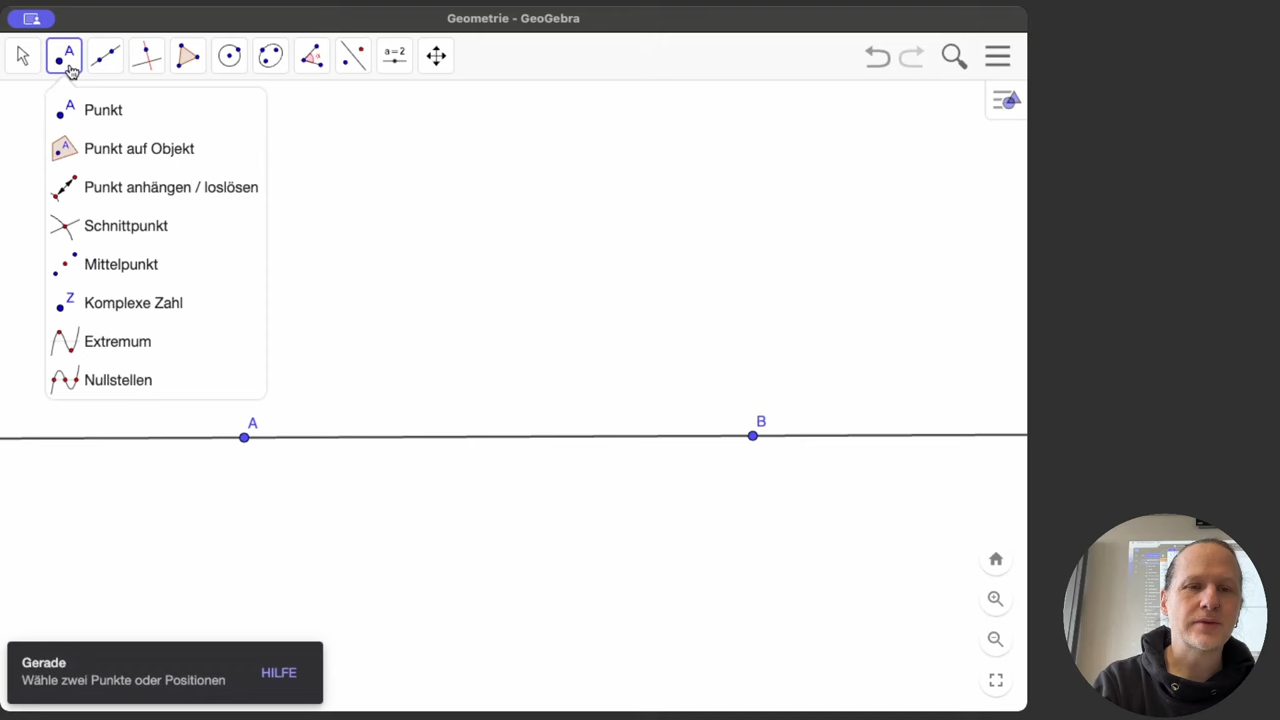 Geometrie - GeoGebra
A
a=2
Punkt
A
Punkt auf Objekt
A
Punkt anhängen / loslösen
Schnittpunkt
Mittelpunkt
Komplexe Zahl
Z
Extremum
Nullstellen
A
B
Gerade
Wähle zwei Punkte oder Positionen
HILFE